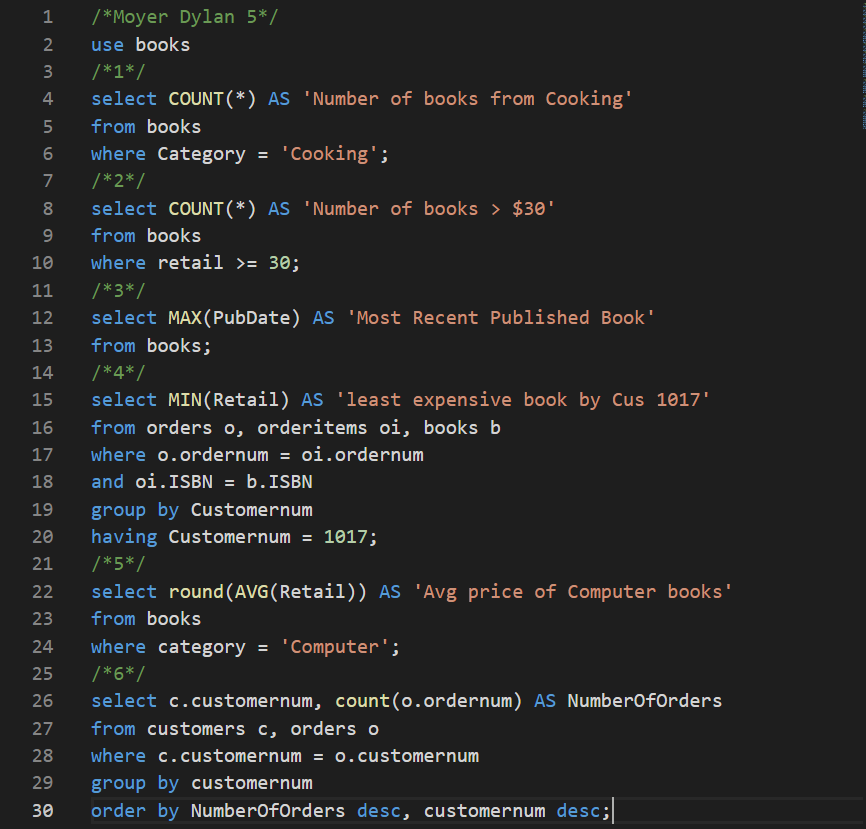 1 /*Moyer Dylan 5*/
2 use books
3 /*1*/
4 select COUNT(*) AS 'Number of books from Cooking'
5 from books
6 where Category = 'Cooking';
7 /*2*/
8 select COUNT(*) AS 'Number of books > $30'
9 from books
10 where retail >= 30;
11 /*3*/
12 select MAX(PubDate) AS 'Most Recent Published Book'
13 from books;
14 /*4*/
15 select MIN(Retail) AS 'least expensive book by Cus 1017'
16 from orders o, orderitems oi, books b
17 where o.ordernum = oi.ordernum
18 and oi.ISBN = b.ISBN
19 group by Customernum
20 having Customernum = 1017;
21 /*5*/
22 select round(AVG(Retail)) AS 'Avg price of Computer books'
23 from books
24 where category = 'Computer';
25 /*6*/
26 select c.customernum, count(o.ordernum) AS NumberOfOrders
27 from customers c, orders o
28 where c.customernum = o.customernum
29 group by customernum
30 order by NumberOfOrders desc, customernum desc;